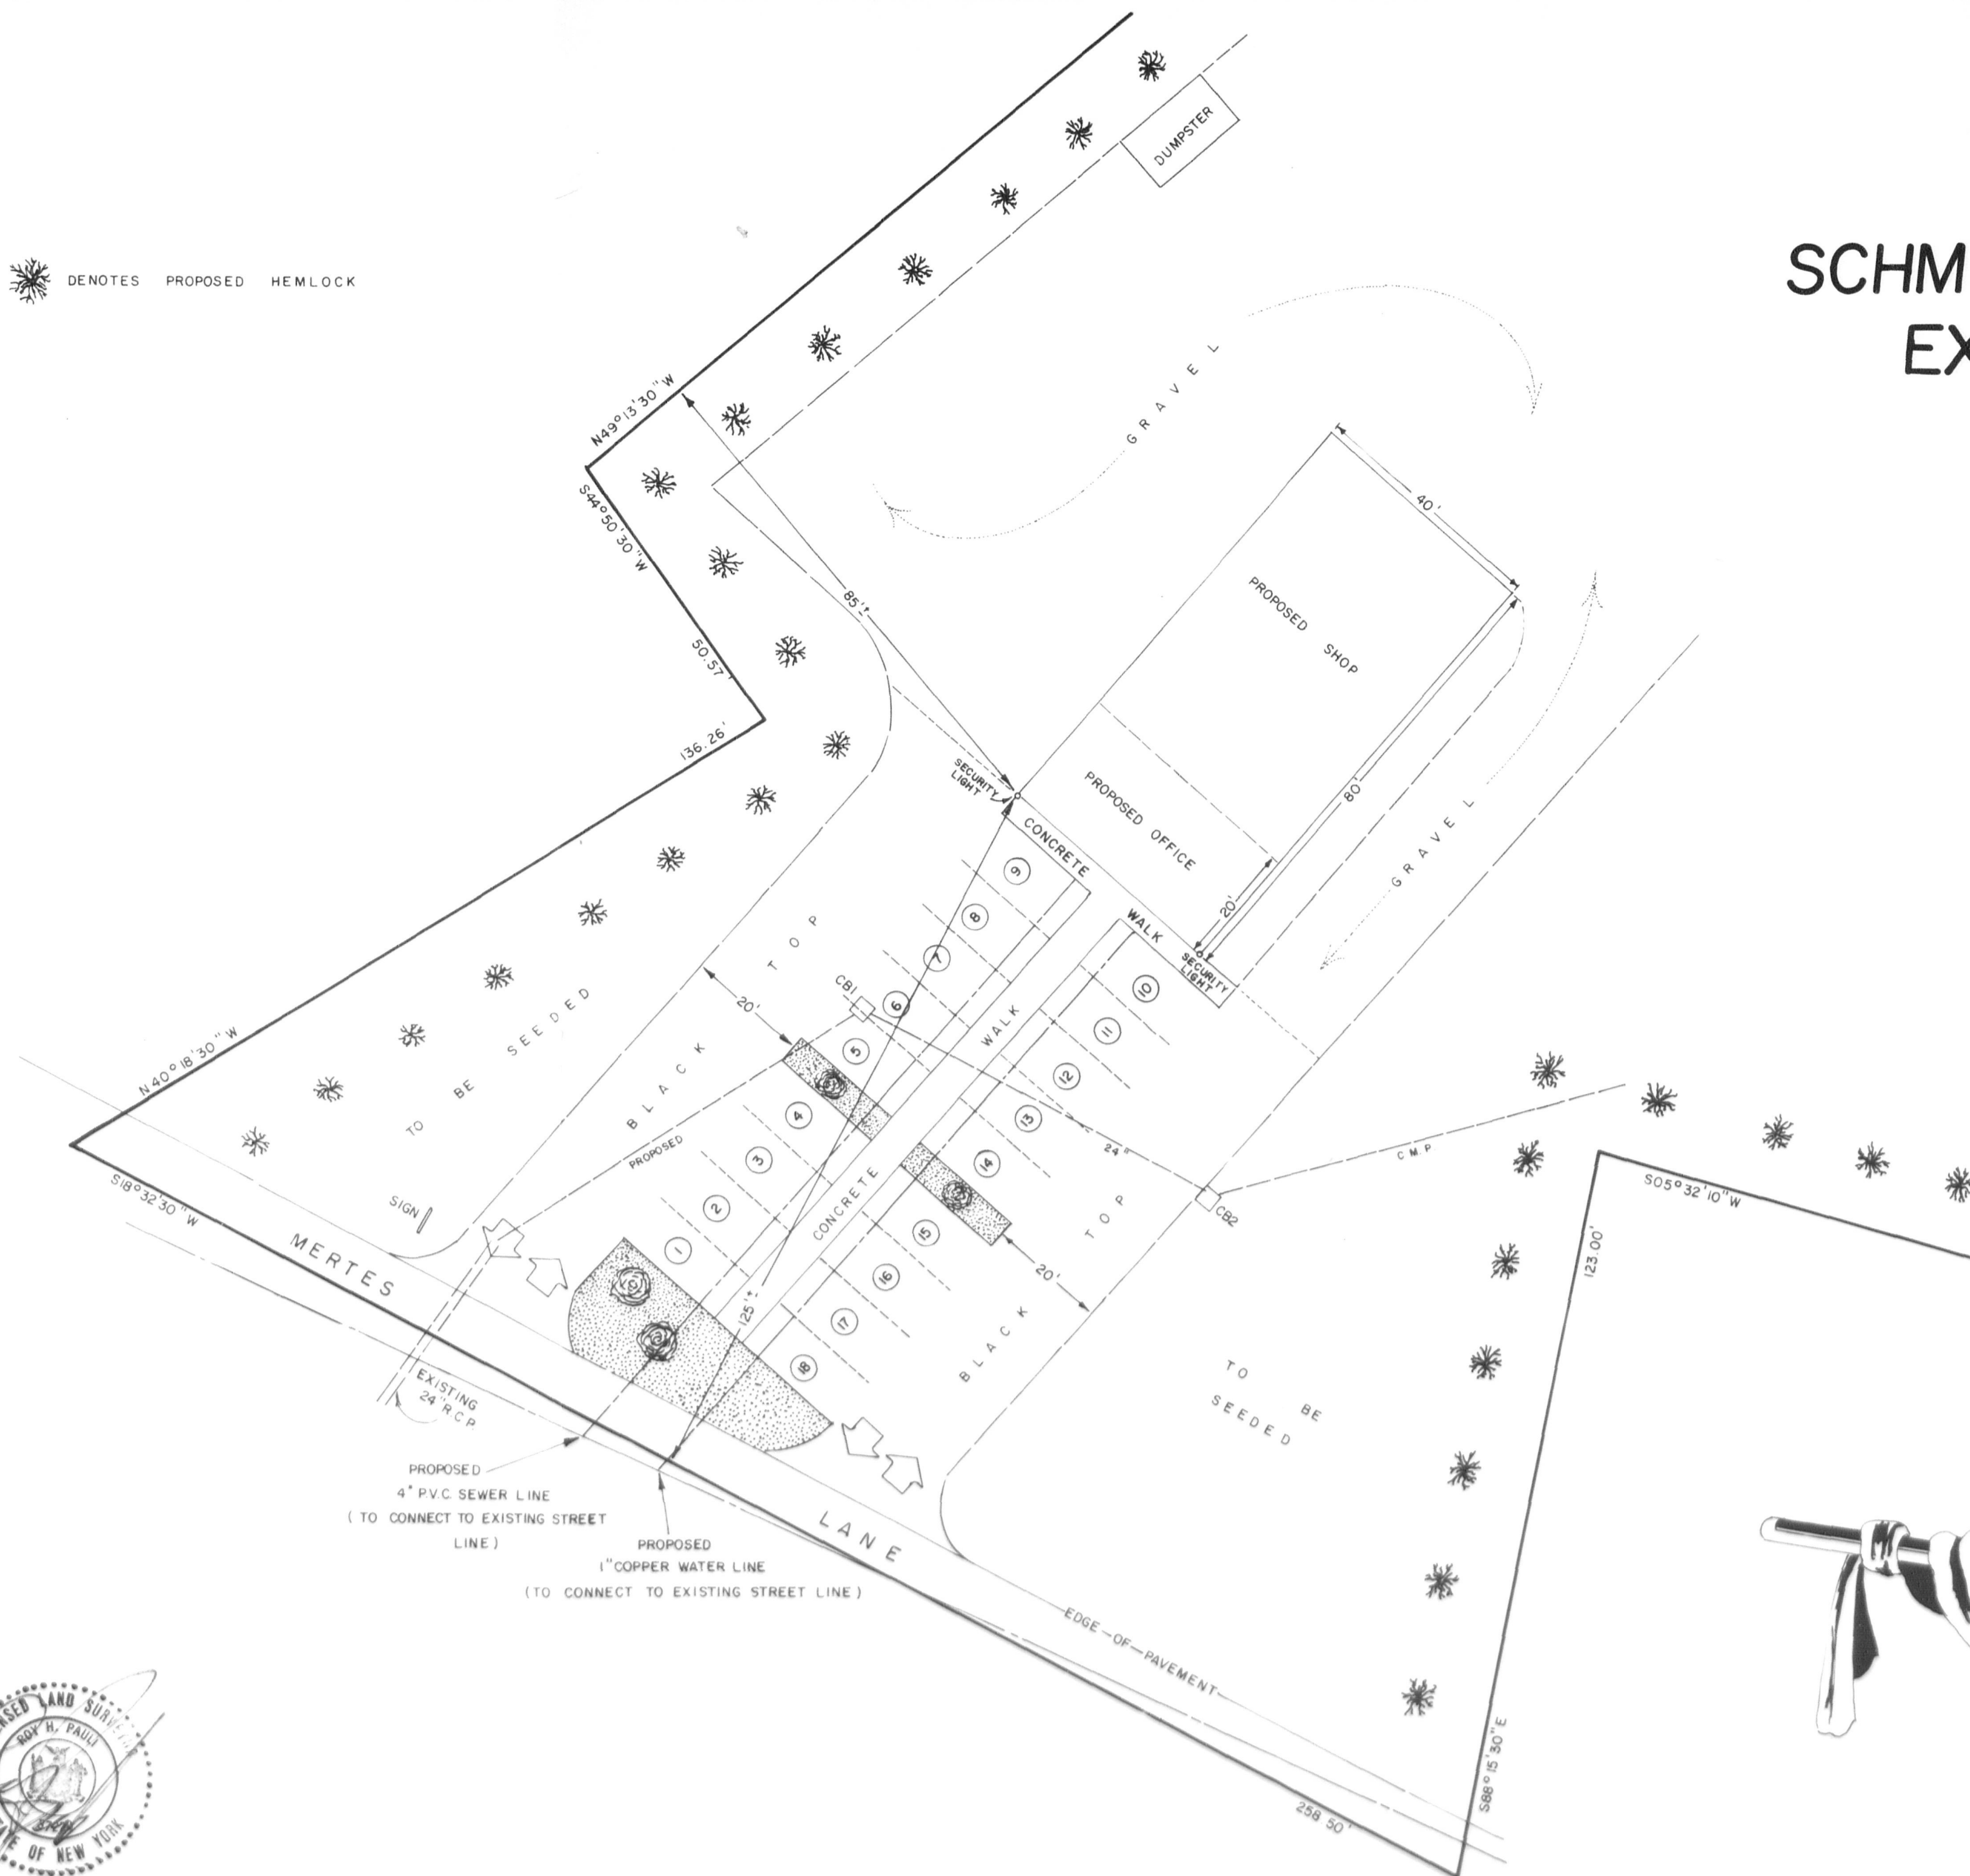 DENOTES PROPOSED HEMLOCK
SCHM
EX
DUMPSTER
N49°13'30"W
S44°50'30"W
50.57'
136.26'
N40°18'30"W
S18°32'30"W
GRAVEL
40'
85'±
PROPOSED SHOP
PROPOSED OFFICE
80'
20'
GRAVEL
SECURITY
LIGHT
CONCRETE
WALK
SECURITY
LIGHT
9
8
7
6
5
4
3
2
1
10
11
12
13
14
15
16
17
18
BLACK TOP
20'
CB1
PROPOSED
WALK
CONCRETE
24"
C.M.P.
CB2
BLACK TOP
20'
125'±
TO BE SEEDED
SIGN
MERTES
LANE
EXISTING
24" R.C.P.
PROPOSED
4" P.V.C. SEWER LINE
( TO CONNECT TO EXISTING STREET
LINE )
PROPOSED
1" COPPER WATER LINE
(TO CONNECT TO EXISTING STREET LINE )
TO BE
SEEDED
EDGE-OF-PAVEMENT
S05°32'10"W
123.00'
S88°15'30"E
258.50'
LAND
ROY H. PAULI
OF NEW YORK